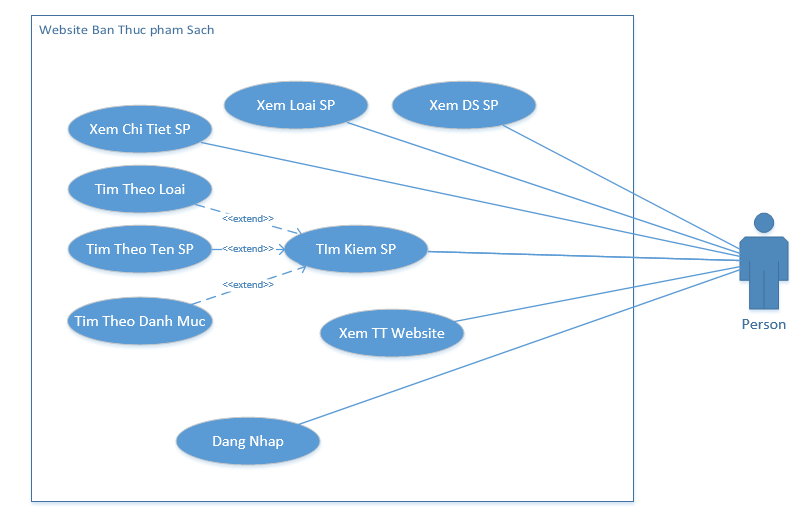 Website Ban Thuc pham Sach
Xem Loai SP
Xem DS SP
Xem Chi Tiet SP
Tim Theo Loai
<<extend>>
Tim Theo Ten SP
<<extend>>
TIm Kiem SP
<<extend>>
Tim Theo Danh Muc
Xem TT Website
Person
Dang Nhap